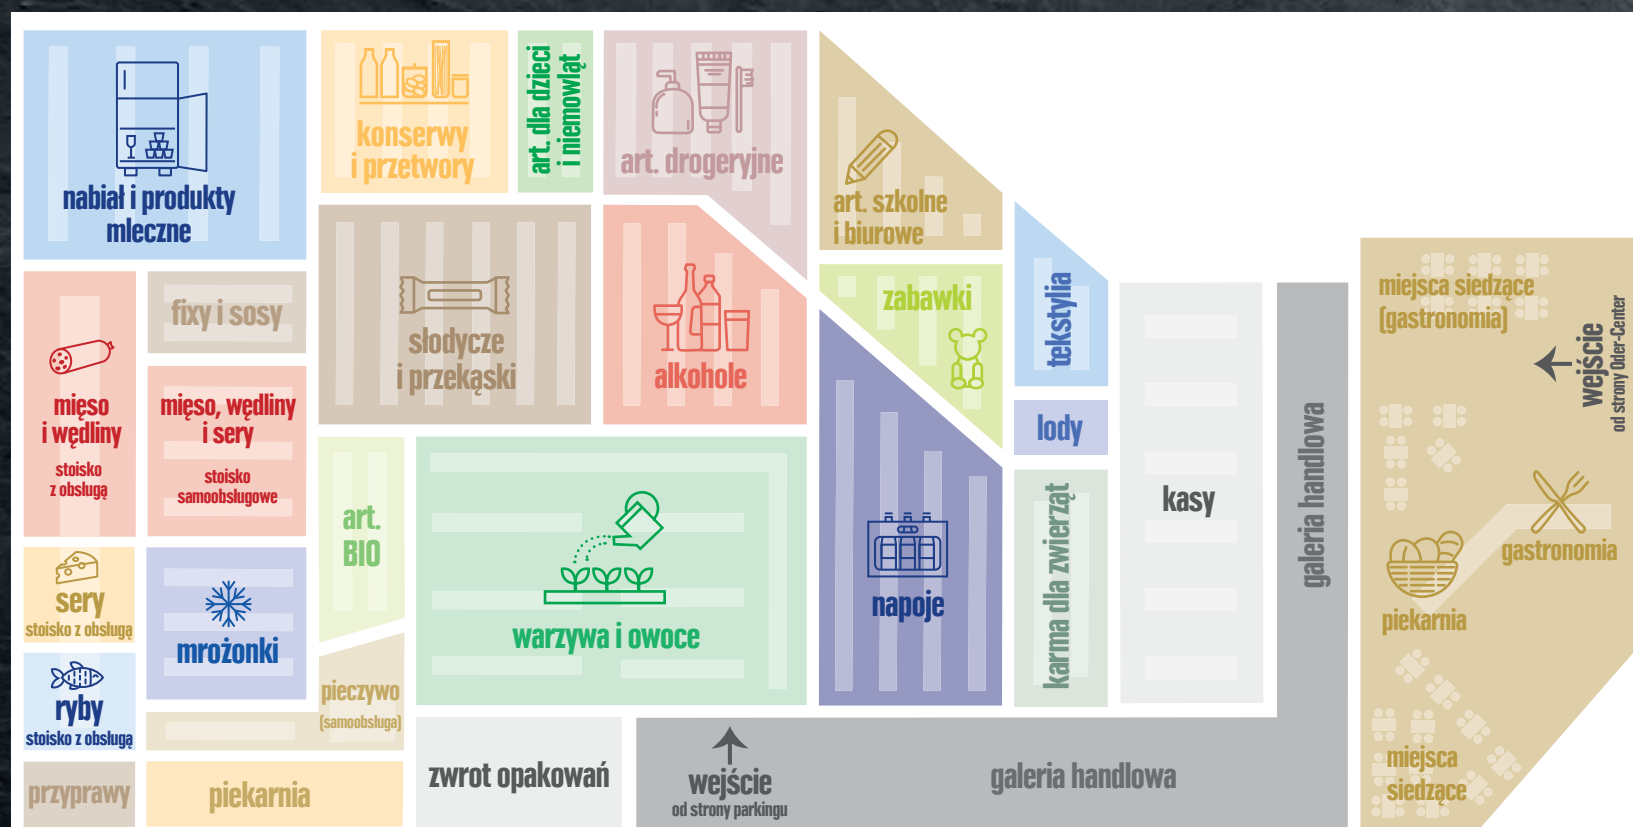 nabiał i produkty
mleczne
konserwy
i przetwory
art. dla dzieci
i niemowląt
art. drogeryjne
art. szkolne
i biurowe
fixy i sosy
słodycze
i przekąski
alkohole
zabawki
tekstylia
mięso
i wędliny
stoisko
z obsługą
mięso, wędliny
i sery
stoisko
samoobsługowe
lody
art.
BIO
warzywa i owoce
napoje
karma dla zwierząt
kasy
galeria handlowa
miejsca siedzące
(gastronomia)
wejście
od strony Oder-Center
gastronomia
piekarnia
miejsca
siedzące
sery
stoisko z obsługą
mrożonki
ryby
stoisko z obsługą
pieczywo
(samoobsługa)
przyprawy
piekarnia
zwrot opakowań
wejście
od strony parkingu
galeria handlowa